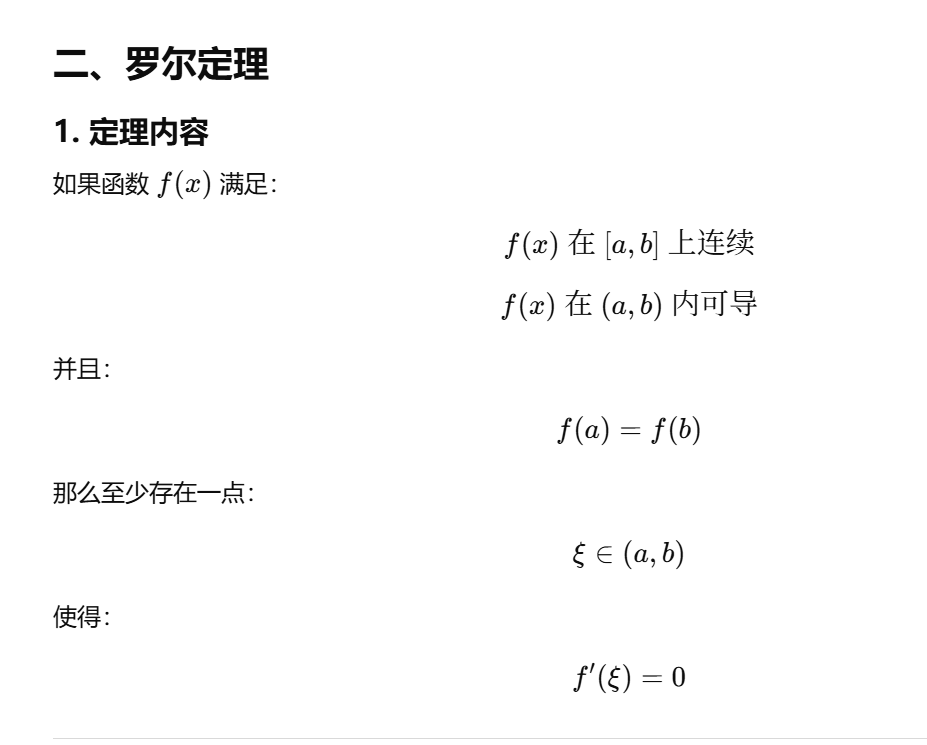 二、罗尔定理
1. 定理内容
如果函数 f(x) 满足：
f(x) 在 [a, b] 上连续
f(x) 在 (a, b) 内可导
并且：
f(a) = f(b)
那么至少存在一点：
ξ ∈ (a, b)
使得：
f′(ξ) = 0